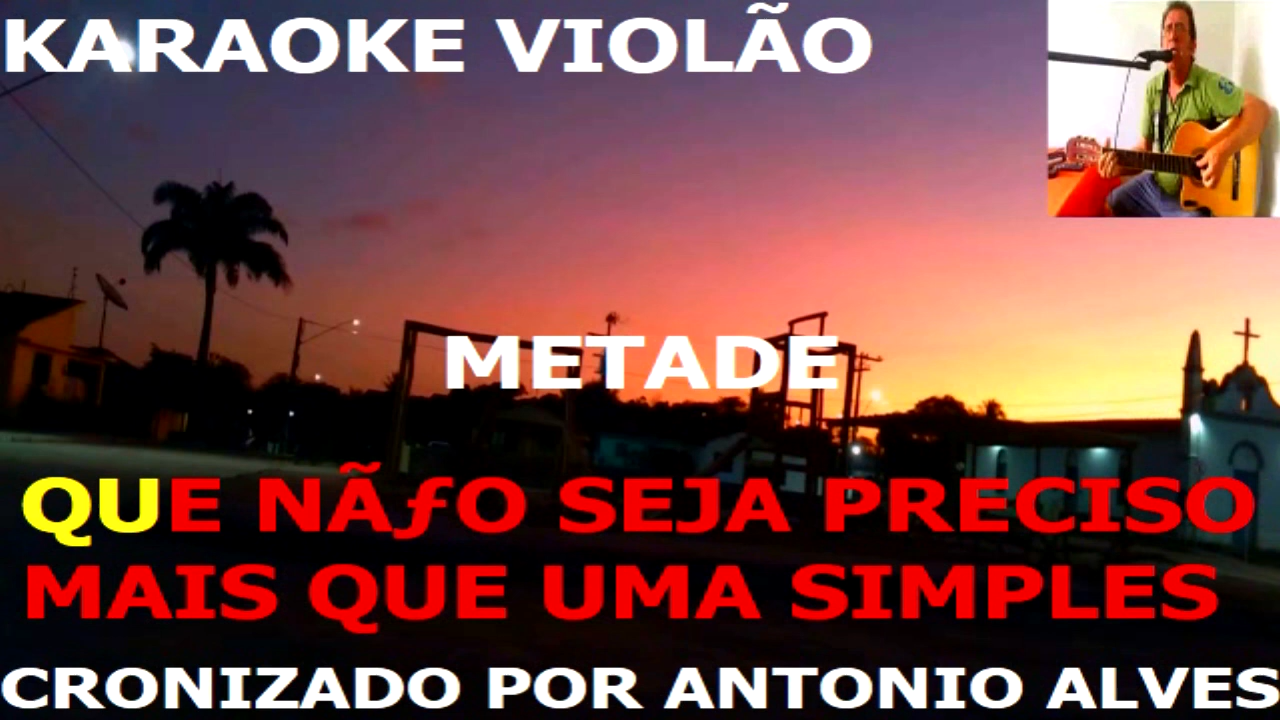 KARAOKE VIOLÃO
METADE
QUE NÃƒO SEJA PRECISO
MAIS QUE UMA SIMPLES
CRONIZADO POR ANTONIO ALVES